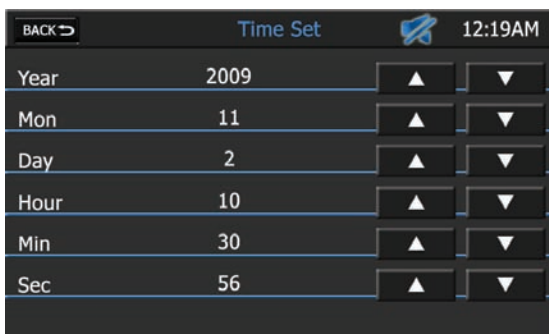 BACK Time Set 12:19AM
Year 2009
Mon 11
Day 2
Hour 10
Min 30
Sec 56